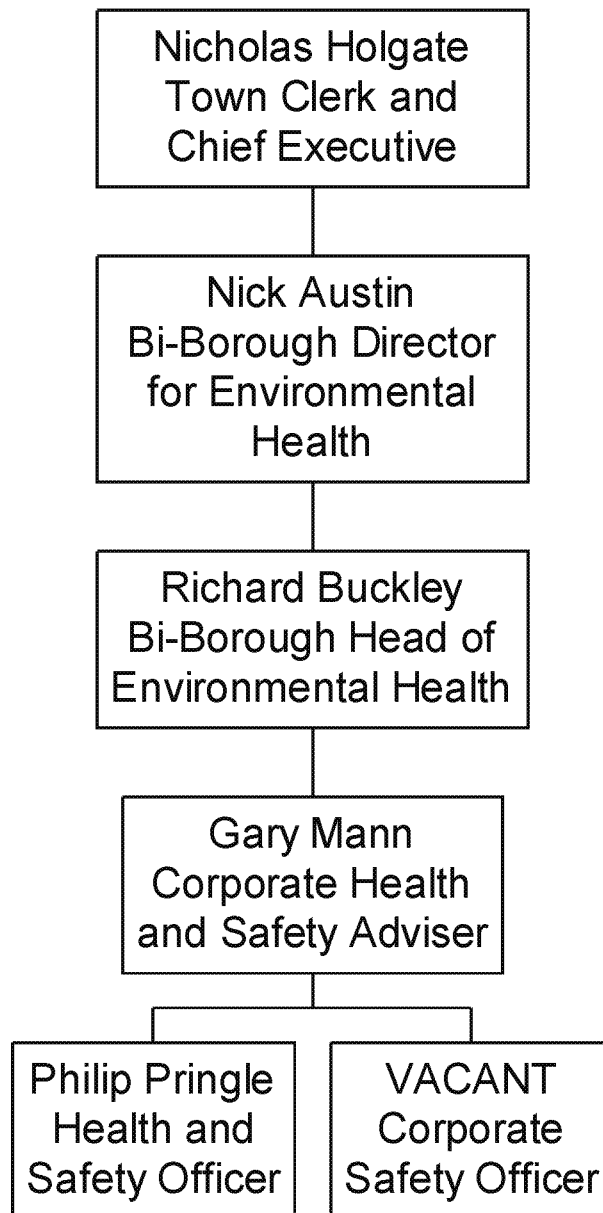 Nicholas Holgate
Town Clerk and
Chief Executive
Nick Austin
Bi-Borough Director
for Environmental
Health
Richard Buckley
Bi-Borough Head of
Environmental Health
Gary Mann
Corporate Health
and Safety Adviser
Philip Pringle
Health and
Safety Officer
VACANT
Corporate
Safety Officer